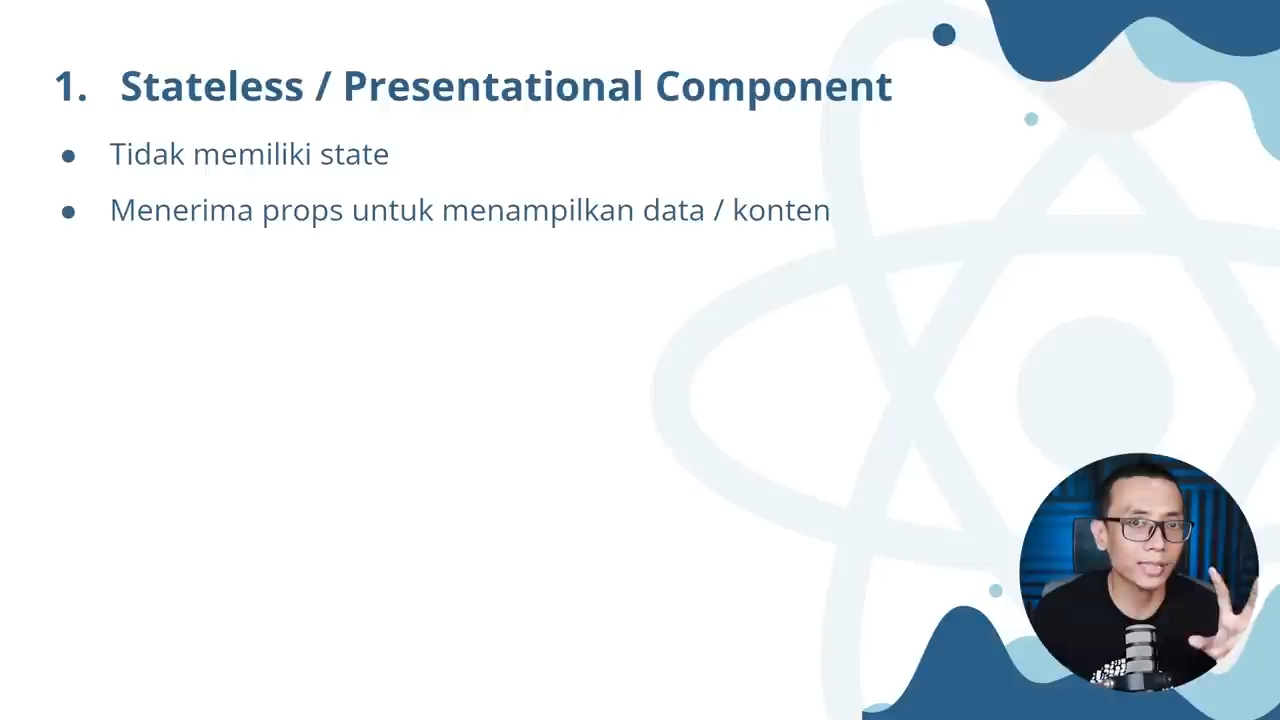 1. Stateless / Presentational Component
● Tidak memiliki state
● Menerima props untuk menampilkan data / konten